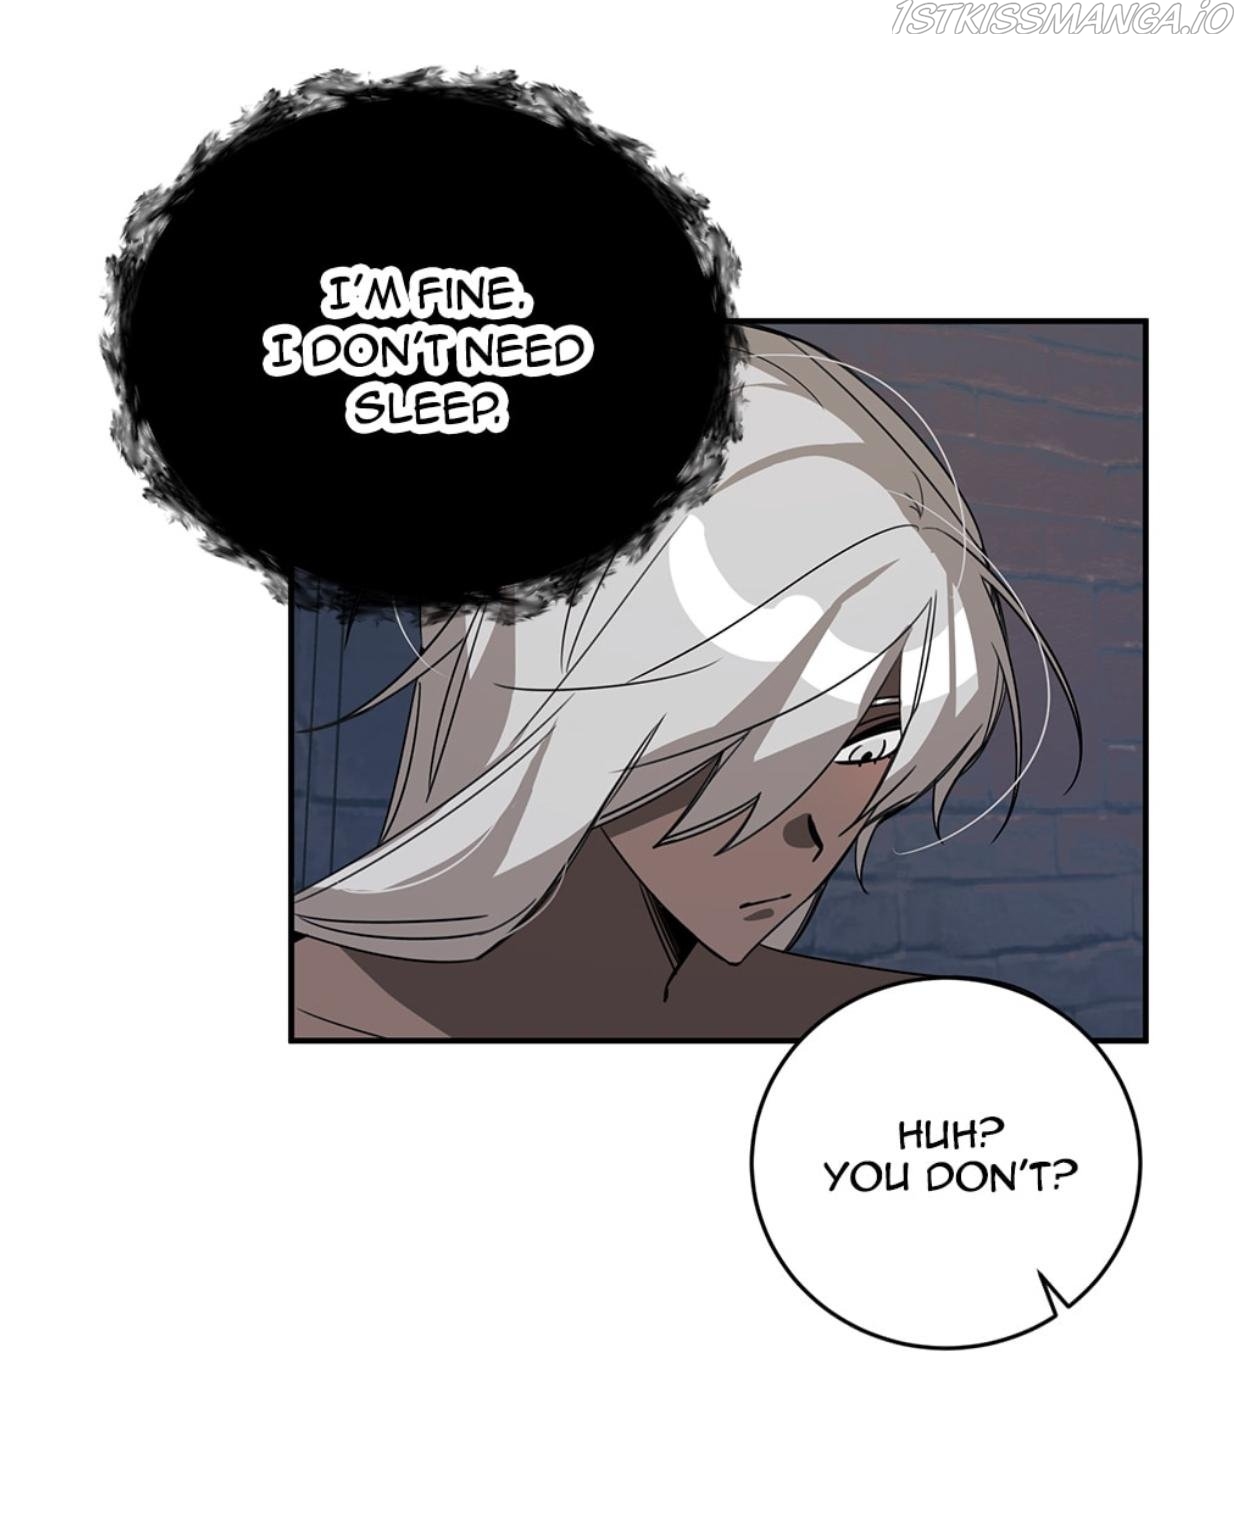 1STKISSMANGA.IO
I'M FINE.
I DON'T NEED
SLEEP.
HUH?
YOU DON'T?